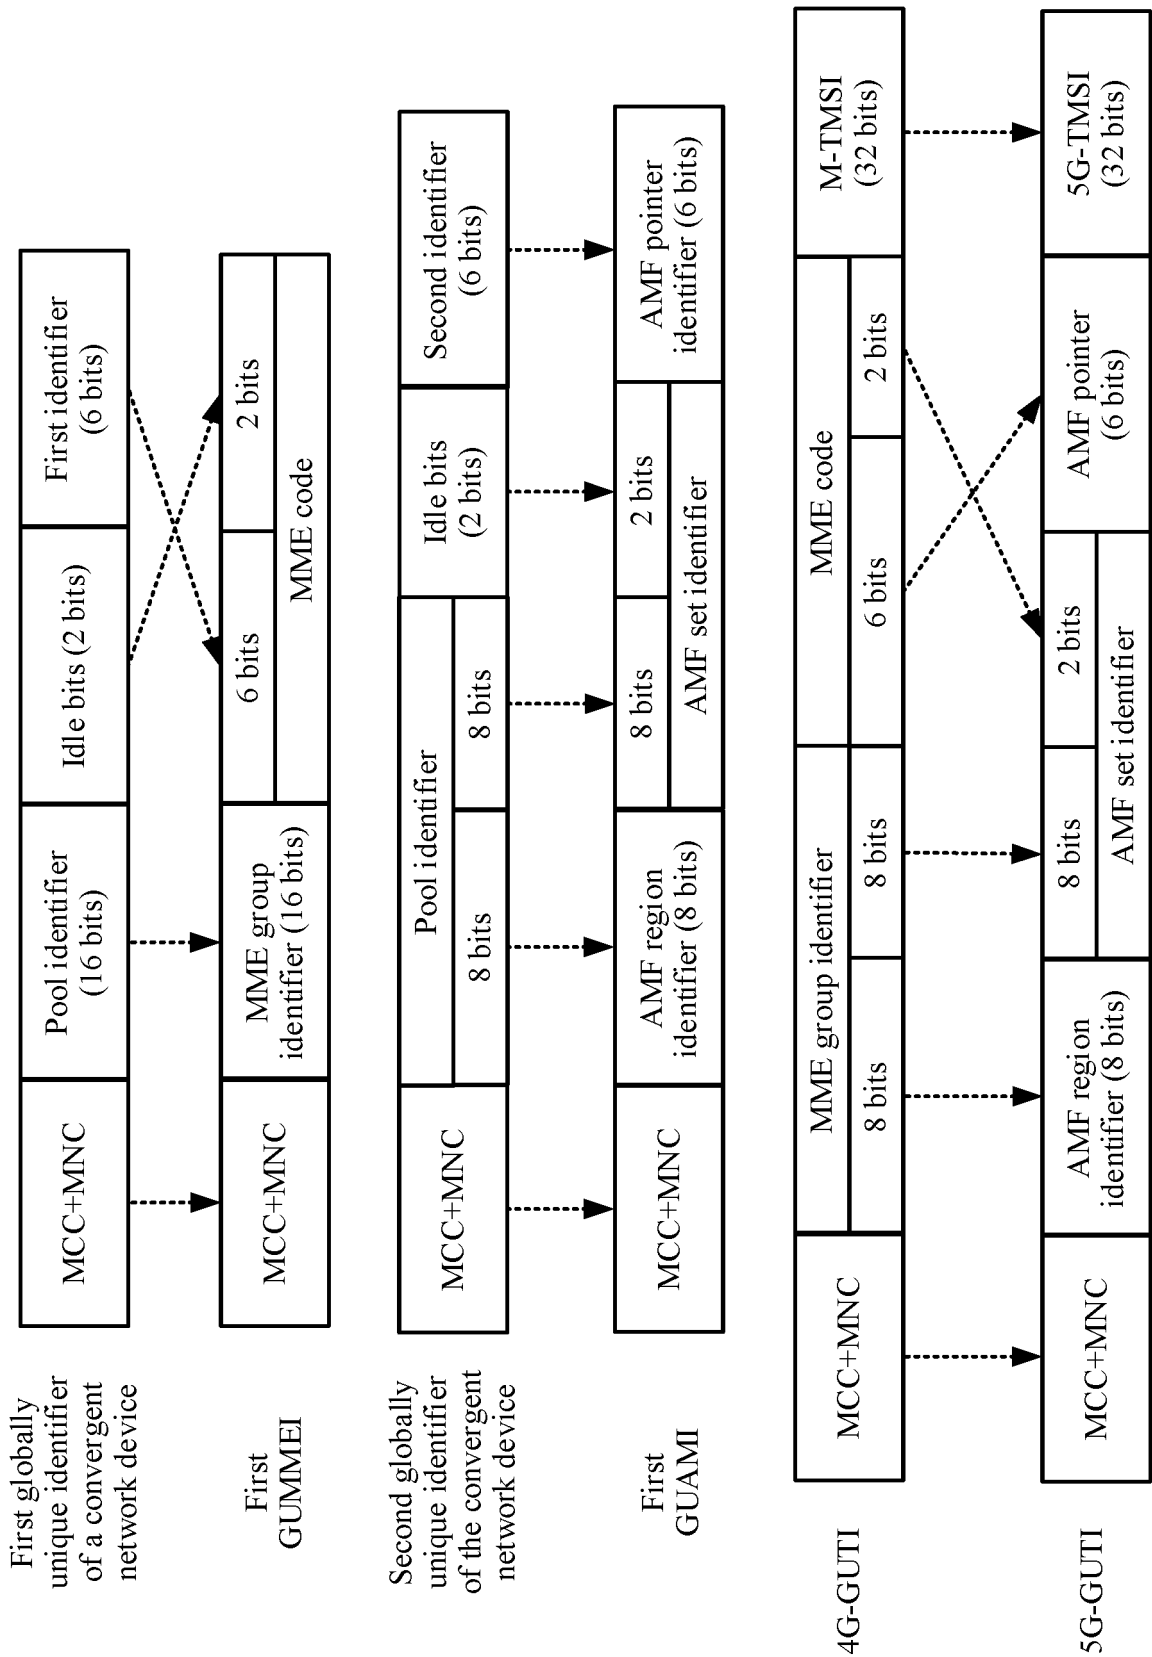 First globally
unique identifier
of a convergent
network device
MCC+MNC
Pool identifier
(16 bits)
Idle bits (2 bits)
First identifier
(6 bits)
First
GUMMEI
MCC+MNC
MME group
identifier (16 bits)
6 bits
2 bits
MME code
Second globally
unique identifier
of the convergent
network device
MCC+MNC
Pool identifier
8 bits
8 bits
Idle bits
(2 bits)
Second identifier
(6 bits)
First
GUAMI
MCC+MNC
AMF region
identifier (8 bits)
8 bits
2 bits
AMF set identifier
AMF pointer
identifier (6 bits)
4G-GUTI
MCC+MNC
MME group identifier
8 bits
8 bits
MME code
6 bits
2 bits
M-TMSI
(32 bits)
5G-GUTI
MCC+MNC
AMF region
identifier (8 bits)
8 bits
2 bits
AMF set identifier
AMF pointer
(6 bits)
5G-TMSI
(32 bits)